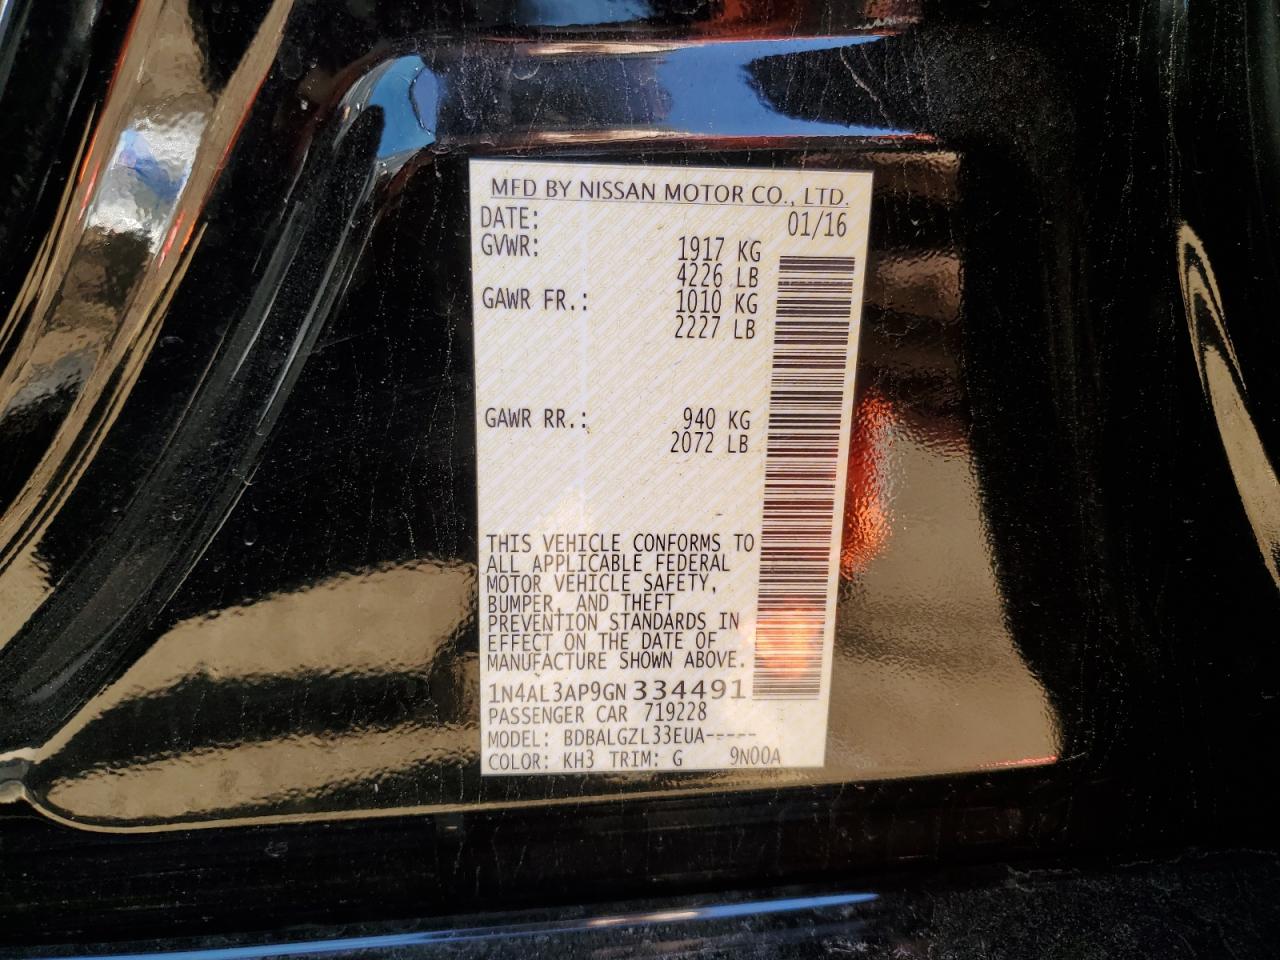 MFD BY NISSAN MOTOR CO., LTD.
DATE: 01/16
GVWR: 1917 KG
4226 LB
GAWR FR.: 1010 KG
2227 LB
GAWR RR.: 940 KG
2072 LB
THIS VEHICLE CONFORMS TO
ALL APPLICABLE FEDERAL
MOTOR VEHICLE SAFETY,
BUMPER, AND THEFT
PREVENTION STANDARDS IN
EFFECT ON THE DATE OF
MANUFACTURE SHOWN ABOVE.
1N4AL3AP9GN334491
PASSENGER CAR 719228
MODEL: BDBALGZL33EUA-----
COLOR: KH3 TRIM: G 9N00A